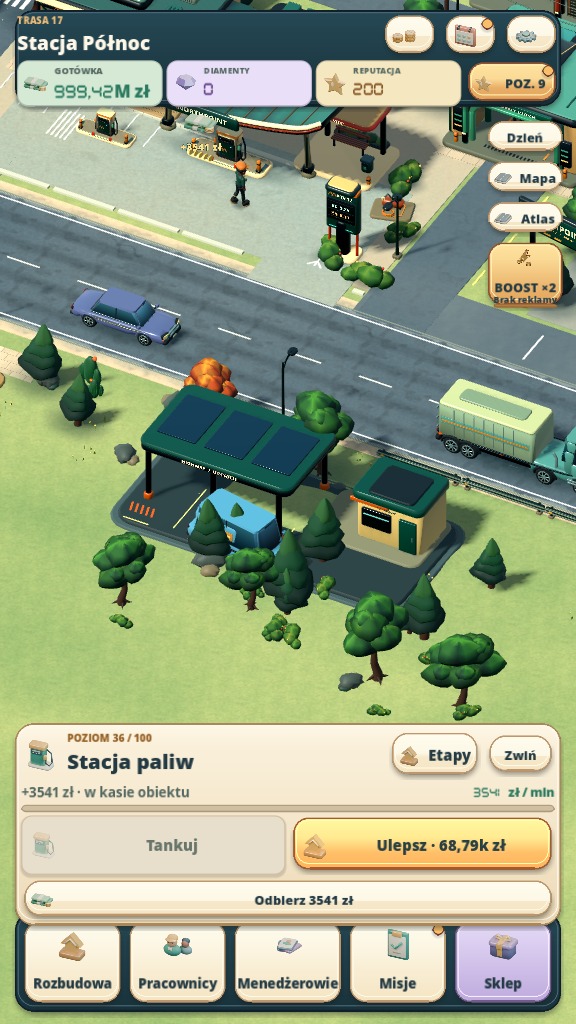 TRASA 17
Stacja Północ
GOTÓWKA
999,42M zł
DIAMENTY
0
REPUTACJA
200
POZ. 9
NORTHPOINT
+3541 zł
Dzień
Mapa
Atlas
BOOST ×2
Brak reklamy
POZIOM 36 / 100
Stacja paliw
Etapy
Zwiń
+3541 zł · w kasie obiektu
3541 zł / min
Tankuj
Ulepsz · 68,79k zł
Odbierz 3541 zł
Rozbudowa
Pracownicy
Menedżerowie
Misje
Sklep